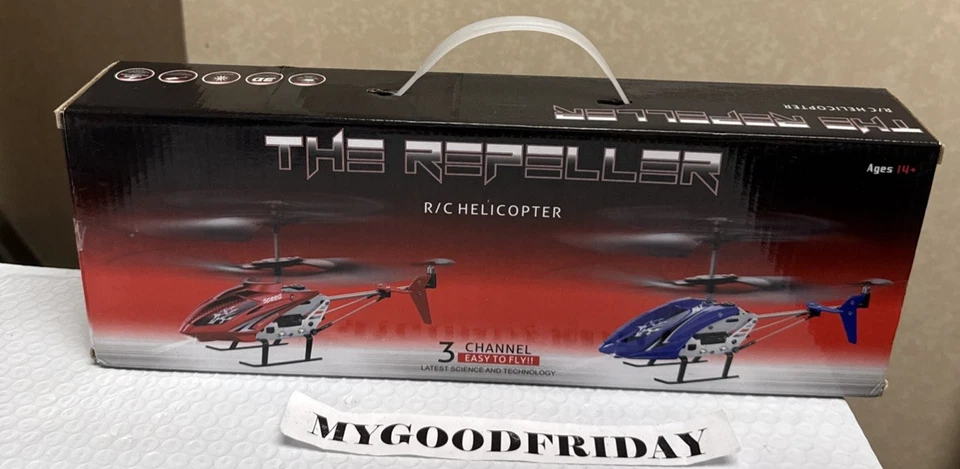 3D
R/C HELICOPTER
THE REPELLER
THE REPELLER
Ages 14+
R/C HELICOPTER
Speed
3 CHANNEL
EASY TO FLY!!
LATEST SCIENCE AND TECHNOLOGY
MYGOODFRIDAY